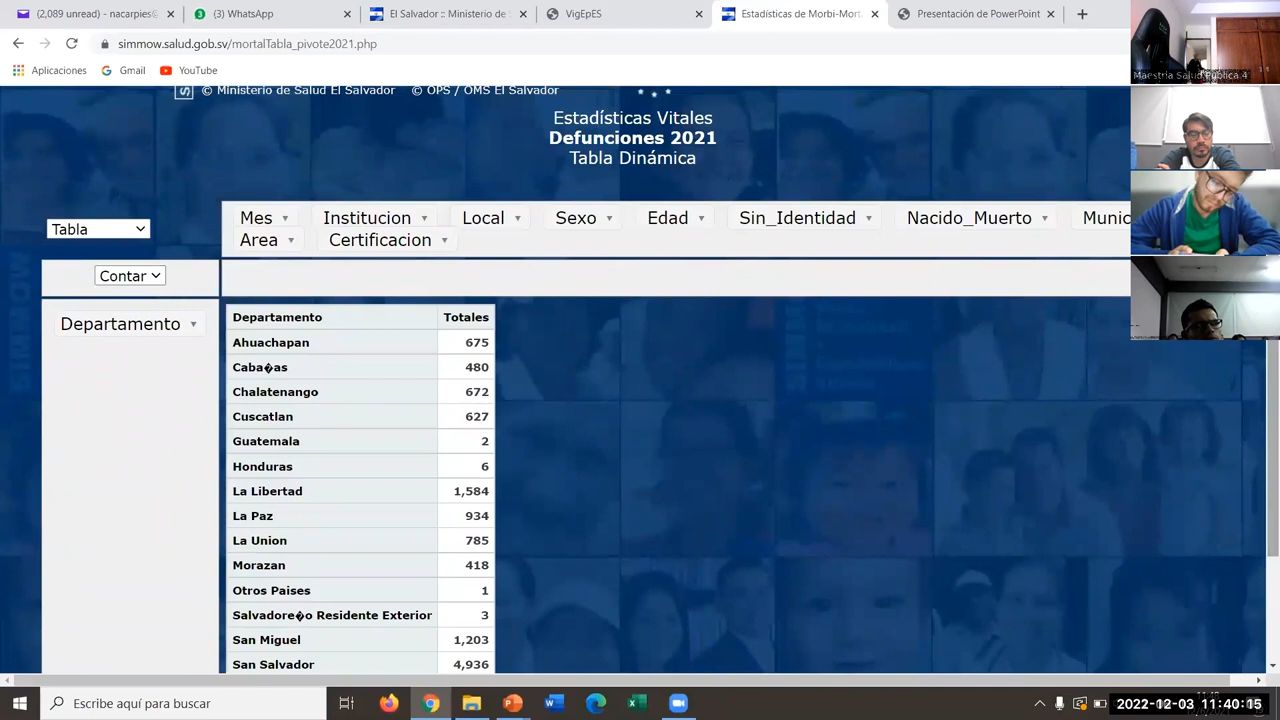 (2,089 unread) - nacarpies@
(3) WhatsApp
El Salvador :: Ministerio de
VigEpES
Estadísticas de Morbi-Mort
Presentación de PowerPoint
simmow.salud.gob.sv/mortalTabla_pivote2021.php
Aplicaciones
Gmail
YouTube
Maestria Salud Publica 4
© Ministerio de Salud El Salvador © OPS / OMS El Salvador
Estadísticas Vitales
Defunciones 2021
Tabla Dinámica
Tabla
Mes Institucion Local Sexo Edad Sin_Identidad Nacido_Muerto Munic
Area Certificacion
Contar
Departamento
Departamento Totales
Ahuachapan 675
Caba�as 480
Chalatenango 672
Cuscatlan 627
Guatemala 2
Honduras 6
La Libertad 1,584
La Paz 934
La Union 785
Morazan 418
Otros Paises 1
Salvadore�o Residente Exterior 3
San Miguel 1,203
San Salvador 4,936
Escribe aquí para buscar
2022-12-03 11:40:15